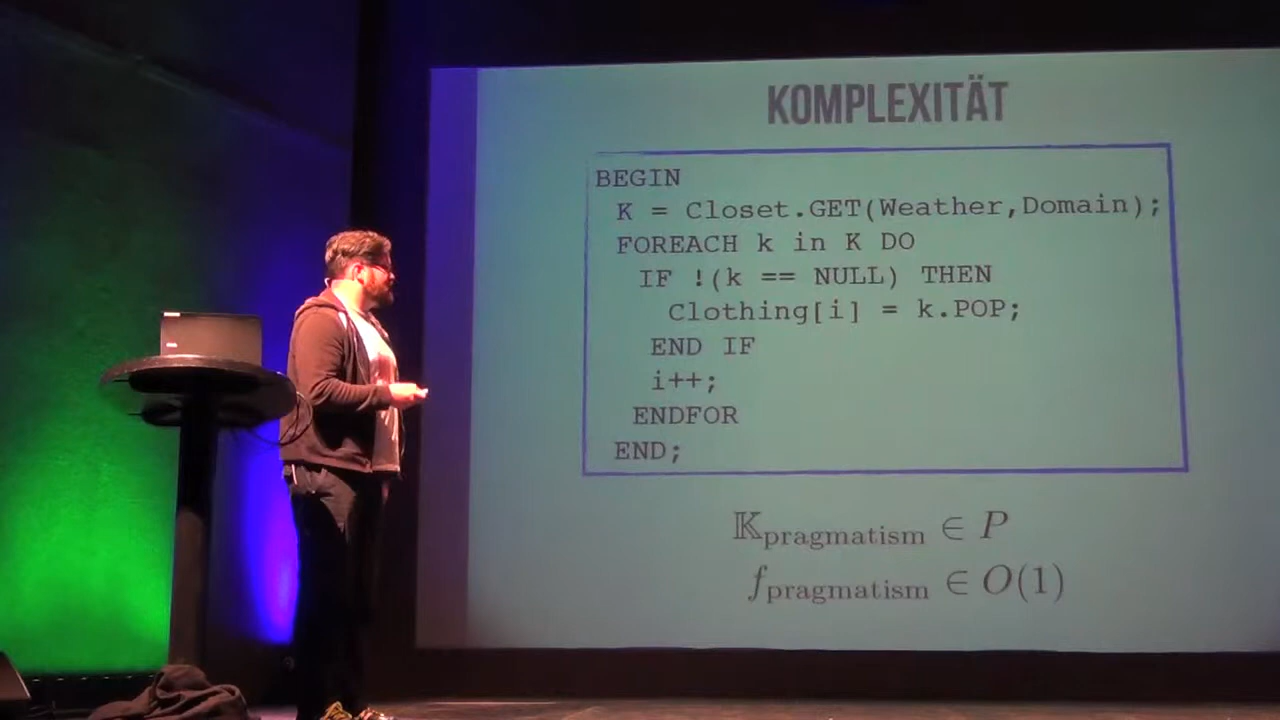 KOMPLEXITÄT
BEGIN
K = Closet.GET(Weather,Domain);
FOREACH k in K DO
IF !(k == NULL) THEN
Clothing[i] = k.POP;
END IF
i++;
ENDFOR
END;
𝕂pragmatism ∈ P
fpragmatism ∈ O(1)